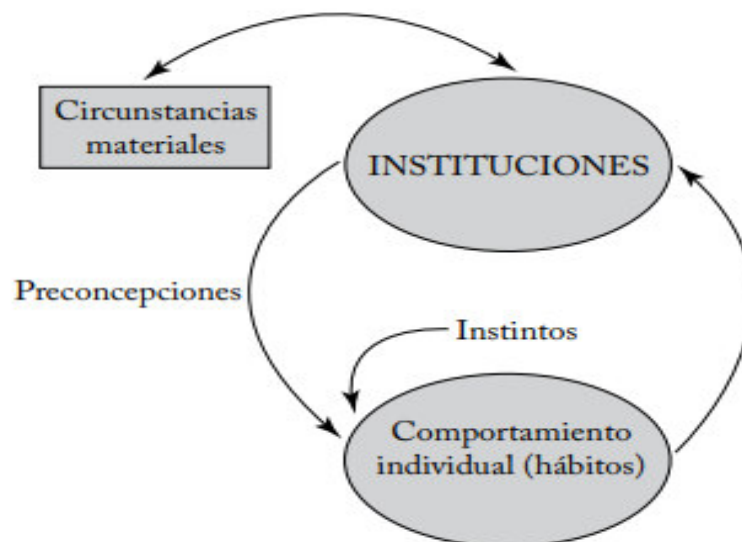 Circunstancias
materiales
INSTITUCIONES
Preconcepciones
Instintos
Comportamiento
individual (hábitos)